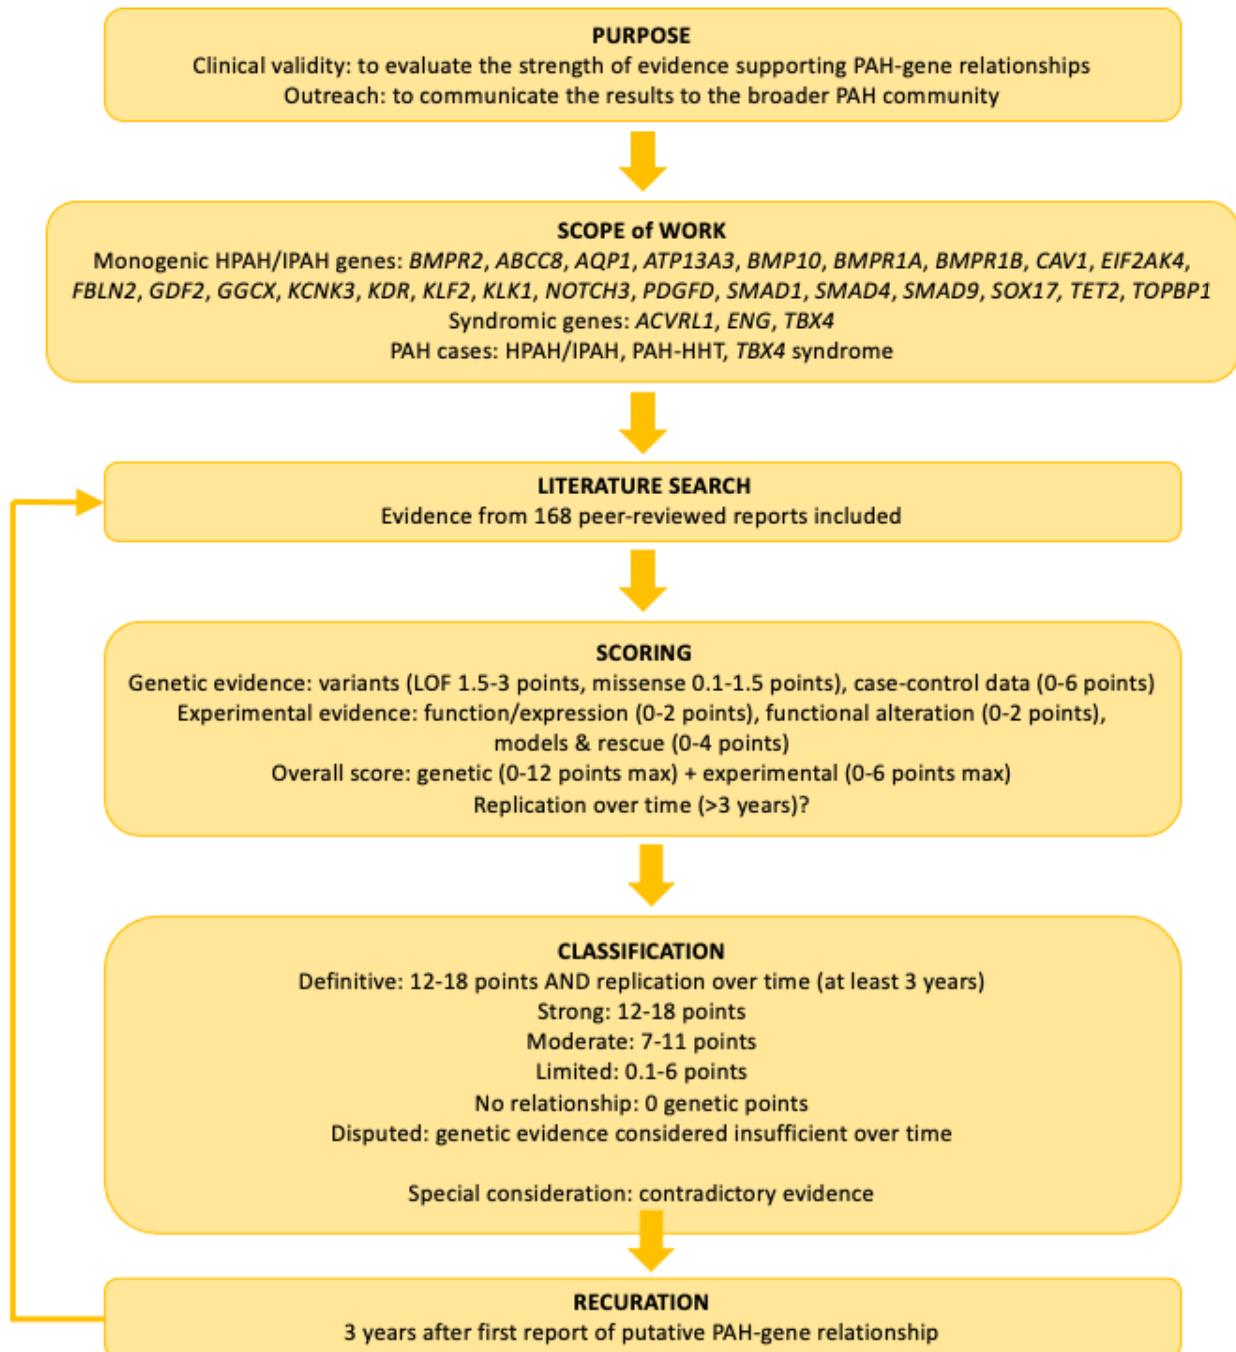 PURPOSE
Clinical validity: to evaluate the strength of evidence supporting PAH-gene relationships
Outreach: to communicate the results to the broader PAH community
SCOPE of WORK
Monogenic HPAH/IPAH genes: BMPR2, ABCC8, AQP1, ATP13A3, BMP10, BMPR1A, BMPR1B, CAV1, EIF2AK4,
FBLN2, GDF2, GGCX, KCNK3, KDR, KLF2, KLK1, NOTCH3, PDGFD, SMAD1, SMAD4, SMAD9, SOX17, TET2, TOPBP1
Syndromic genes: ACVRL1, ENG, TBX4
PAH cases: HPAH/IPAH, PAH-HHT, TBX4 syndrome
LITERATURE SEARCH
Evidence from 168 peer-reviewed reports included
SCORING
Genetic evidence: variants (LOF 1.5-3 points, missense 0.1-1.5 points), case-control data (0-6 points)
Experimental evidence: function/expression (0-2 points), functional alteration (0-2 points),
models & rescue (0-4 points)
Overall score: genetic (0-12 points max) + experimental (0-6 points max)
Replication over time (>3 years)?
CLASSIFICATION
Definitive: 12-18 points AND replication over time (at least 3 years)
Strong: 12-18 points
Moderate: 7-11 points
Limited: 0.1-6 points
No relationship: 0 genetic points
Disputed: genetic evidence considered insufficient over time
Special consideration: contradictory evidence
RECURATION
3 years after first report of putative PAH-gene relationship